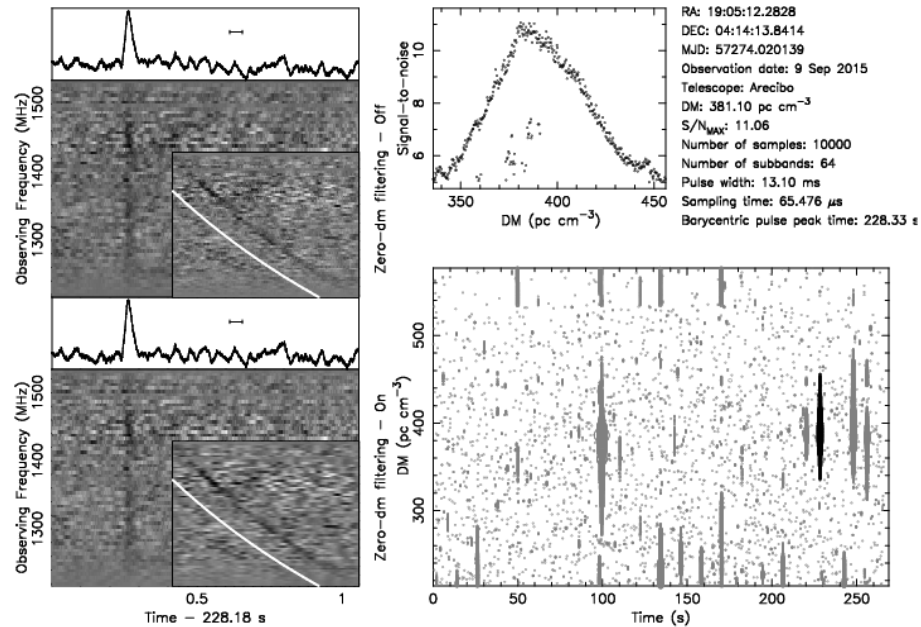 Observing Frequency (MHz)
1500
1400
1300
Zero-dm filtering - Off
Observing Frequency (MHz)
1500
1400
1300
Zero-dm filtering - On
0.5
1
Time - 228.18 s
Signal-to-noise
10
8
6
350
400
450
DM (pc cm⁻³)
RA: 19:05:12.2828
DEC: 04:14:13.8414
MJD: 57274.020139
Observation date: 9 Sep 2015
Telescope: Arecibo
DM: 381.10 pc cm⁻³
S/N_MAX: 11.06
Number of samples: 10000
Number of subbands: 64
Pulse width: 13.10 ms
Sampling time: 65.476 μs
Barycentric pulse peak time: 228.33 s
DM (pc cm⁻³)
500
400
300
0
50
100
150
200
250
Time (s)